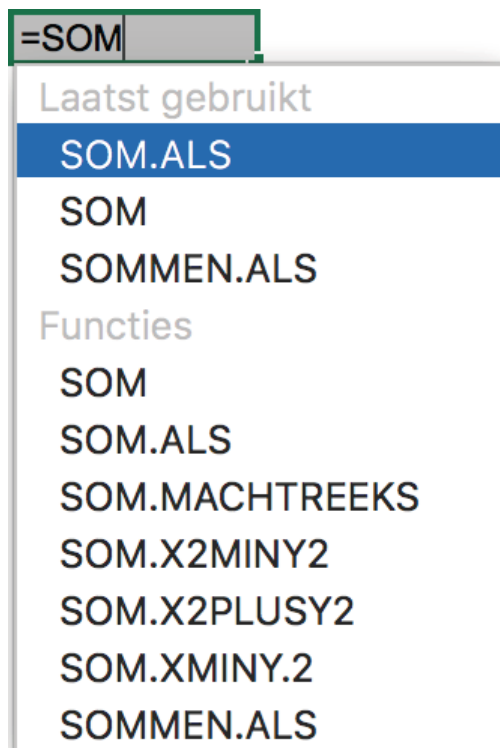 =SOM
Laatst gebruikt
SOM.ALS
SOM
SOMMEN.ALS
Functies
SOM
SOM.ALS
SOM.MACHTREEKS
SOM.X2MINY2
SOM.X2PLUSY2
SOM.XMINY.2
SOMMEN.ALS